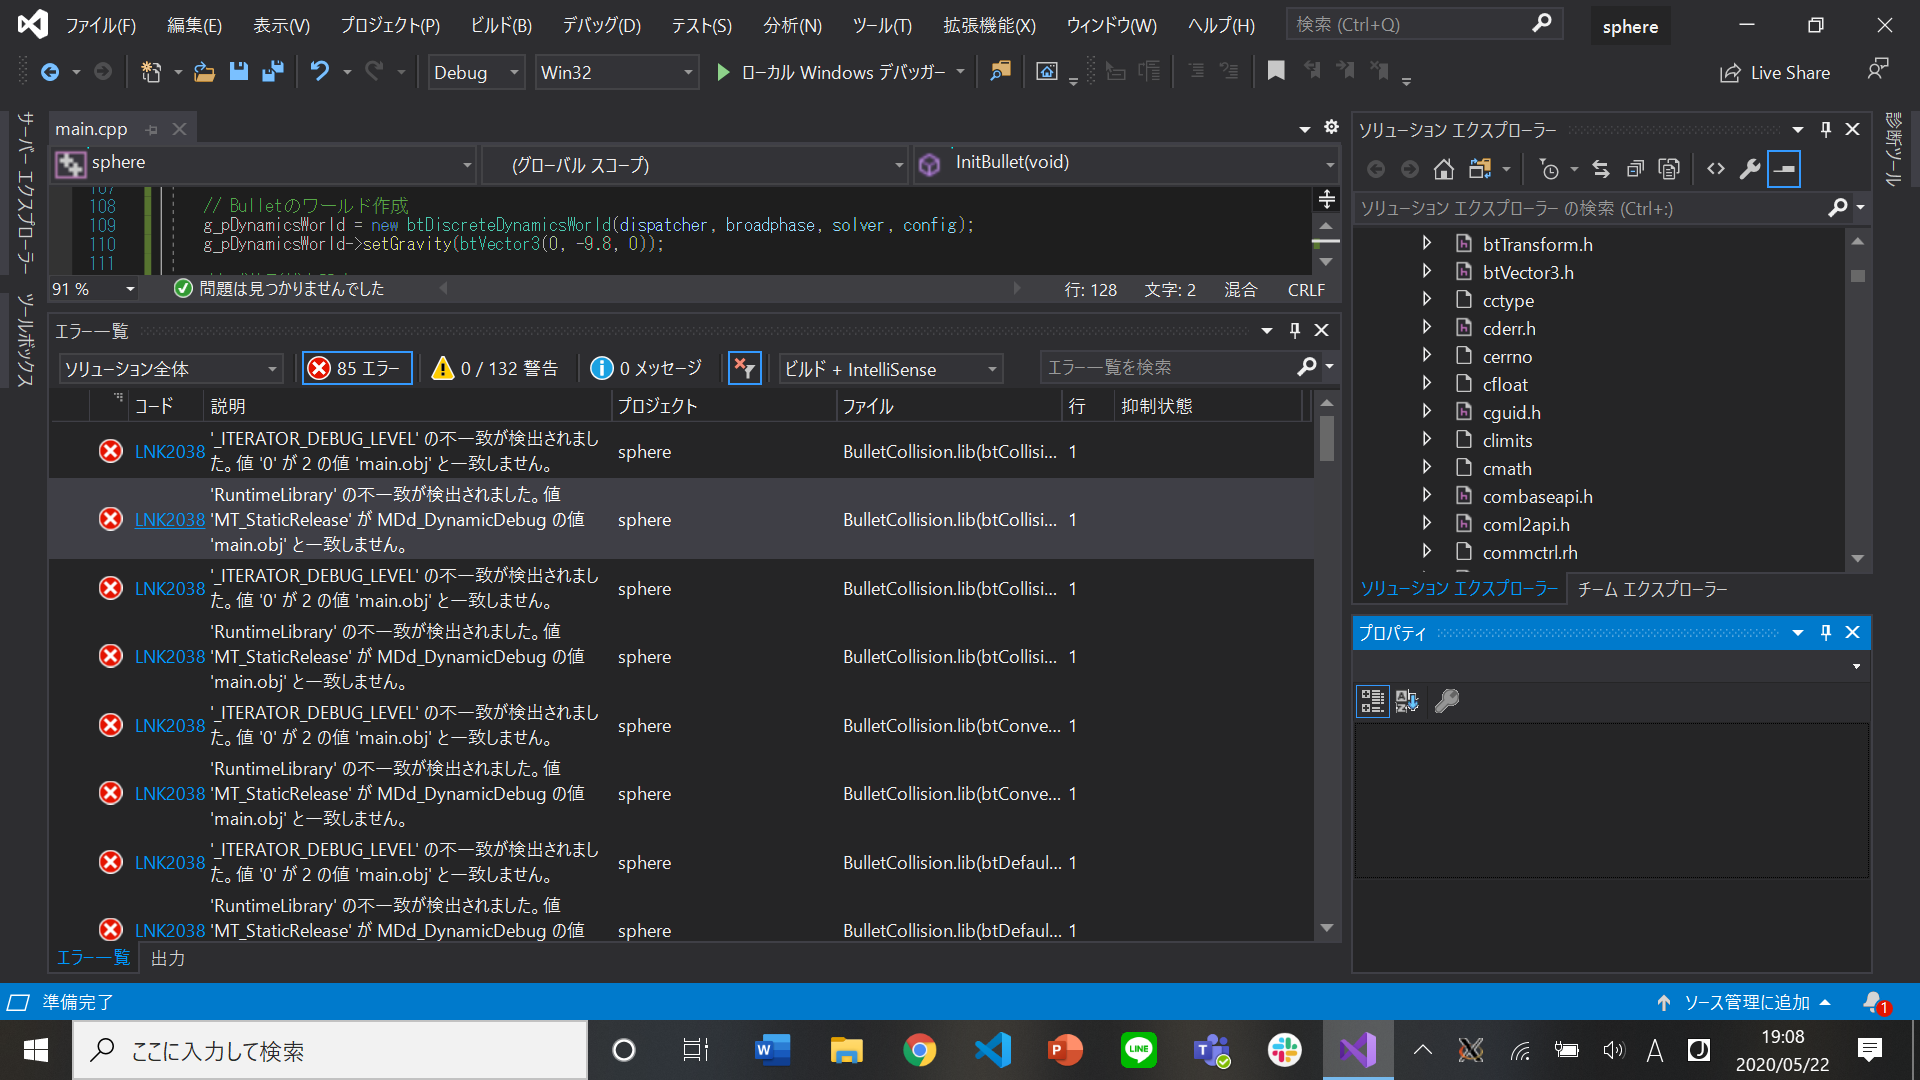 ファイル(F) 編集(E) 表示(V) プロジェクト(P) ビルド(B) デバッグ(D) テスト(S) 分析(N) ツール(T) 拡張機能(X) ウィンドウ(W) ヘルプ(H) 検索 (Ctrl+Q) sphere
Debug Win32 ローカル Windows デバッガー Live Share
サーバー エクスプローラー
ツールボックス
main.cpp
sphere (グローバル スコープ) InitBullet(void)
107
108 // Bulletのワールド作成
109 g_pDynamicsWorld = new btDiscreteDynamicsWorld(dispatcher, broadphase, solver, config);
110 g_pDynamicsWorld->setGravity(btVector3(0, -9.8, 0));
111
91 % 問題は見つかりませんでした 行: 128 文字: 2 混合 CRLF
エラー一覧
ソリューション全体 85 エラー 0 / 132 警告 0 メッセージ ビルド + IntelliSense エラー一覧を検索
コード 説明 プロジェクト ファイル 行 抑制状態
LNK2038 '_ITERATOR_DEBUG_LEVEL' の不一致が検出されまし sphere BulletCollision.lib(btCollisi... 1
た。値 '0' が 2 の値 'main.obj' と一致しません。
LNK2038 'RuntimeLibrary' の不一致が検出されました。値 sphere BulletCollision.lib(btCollisi... 1
'MT_StaticRelease' が MDd_DynamicDebug の値
'main.obj' と一致しません。
LNK2038 '_ITERATOR_DEBUG_LEVEL' の不一致が検出されまし sphere BulletCollision.lib(btCollisi... 1
た。値 '0' が 2 の値 'main.obj' と一致しません。
LNK2038 'RuntimeLibrary' の不一致が検出されました。値 sphere BulletCollision.lib(btCollisi... 1
'MT_StaticRelease' が MDd_DynamicDebug の値
'main.obj' と一致しません。
LNK2038 '_ITERATOR_DEBUG_LEVEL' の不一致が検出されまし sphere BulletCollision.lib(btConve... 1
た。値 '0' が 2 の値 'main.obj' と一致しません。
LNK2038 'RuntimeLibrary' の不一致が検出されました。値 sphere BulletCollision.lib(btConve... 1
'MT_StaticRelease' が MDd_DynamicDebug の値
'main.obj' と一致しません。
LNK2038 '_ITERATOR_DEBUG_LEVEL' の不一致が検出されまし sphere BulletCollision.lib(btDefaul... 1
た。値 '0' が 2 の値 'main.obj' と一致しません。
LNK2038 'RuntimeLibrary' の不一致が検出されました。値 sphere BulletCollision.lib(btDefaul... 1
'MT_StaticRelease' が MDd_DynamicDebug の値
エラー一覧 出力
ソリューション エクスプローラー
ソリューション エクスプローラー の検索 (Ctrl+:)
btTransform.h
btVector3.h
cctype
cderr.h
cerrno
cfloat
cguid.h
climits
cmath
combaseapi.h
coml2api.h
commctrl.rh
ソリューション エクスプローラー チーム エクスプローラー
プロパティ
診断ツール
準備完了 ソース管理に追加 1
ここに入力して検索
A J 19:08
2020/05/22